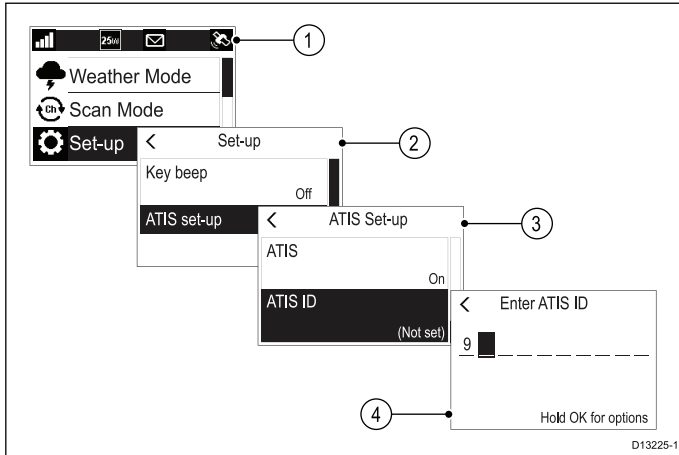 25W
1
Weather Mode
Ch
Scan Mode
Set-up
< Set-up
2
Key beep
Off
ATIS set-up
< ATIS Set-up
3
ATIS
On
ATIS ID
(Not set)
< Enter ATIS ID
9 _ _ _ _ _ _ _ _ _
4
Hold OK for options
D13225-1